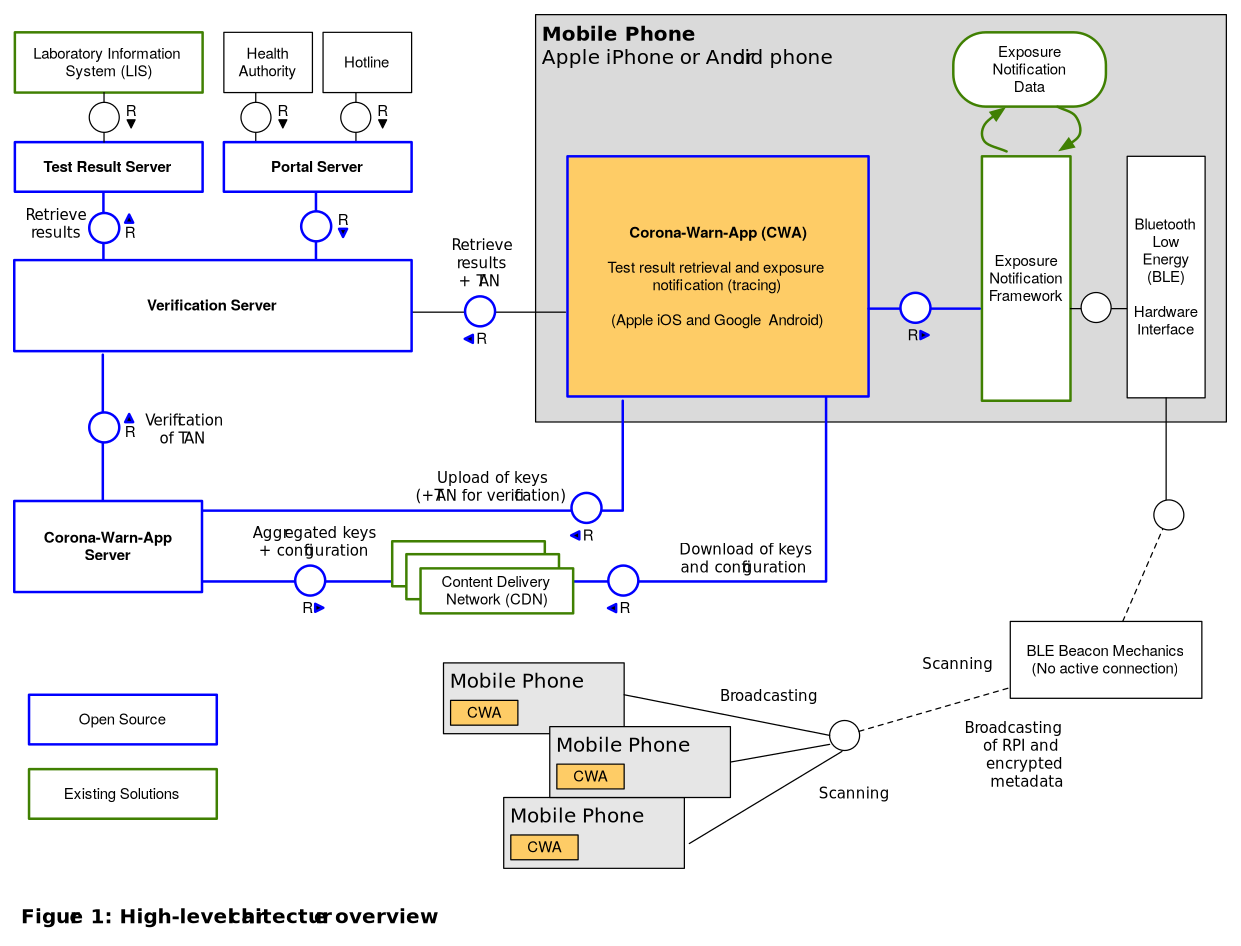 Laboratory Information
System (LIS)
Health
Authority
Hotline
R
R
R
Test Result Server
Portal Server
Retrieve
results
R
R
Verification Server
Retrieve
results
+ TAN
R
Mobile Phone
Apple iPhone or Android phone
Exposure
Notification
Data
Corona-Warn-App (CWA)
Test result retrieval and exposure
notification (tracing)
(Apple iOS and Google Android)
R
Exposure
Notification
Framework
Bluetooth
Low
Energy
(BLE)
Hardware
Interface
R
Verification
of TAN
Upload of keys
(+TAN for verification)
R
Corona-Warn-App
Server
Aggregated keys
+ configuration
R
Content Delivery
Network (CDN)
R
Download of keys
and configuration
BLE Beacon Mechanics
(No active connection)
Scanning
Broadcasting
of RPI and
encrypted
metadata
Mobile Phone
CWA
Mobile Phone
CWA
Mobile Phone
CWA
Broadcasting
Scanning
Open Source
Existing Solutions
Figure 1: High-level architecture overview